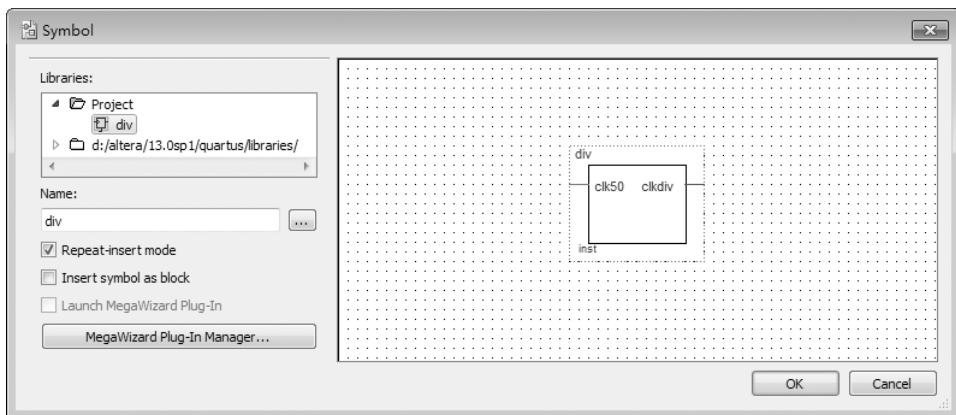 Symbol
Libraries:
Project
div
d:/altera/13.0sp1/quartus/libraries/
Name:
div
...
Repeat-insert mode
Insert symbol as block
Launch MegaWizard Plug-In
MegaWizard Plug-In Manager...
div
clk50 clkdiv
inst
OK Cancel